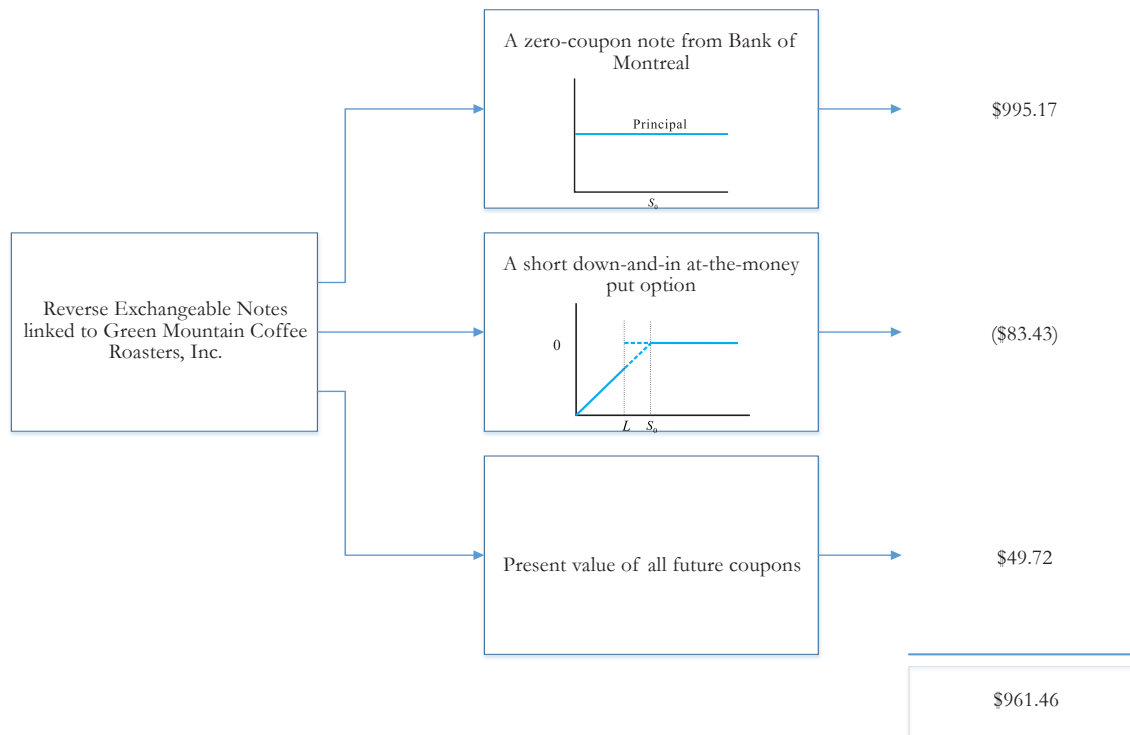 A zero-coupon note from Bank of
Montreal
Principal
S₀
$995.17
Reverse Exchangeable Notes
linked to Green Mountain Coffee
Roasters, Inc.
A short down-and-in at-the-money
put option
0
L S₀
($83.43)
Present value of all future coupons
$49.72
$961.46